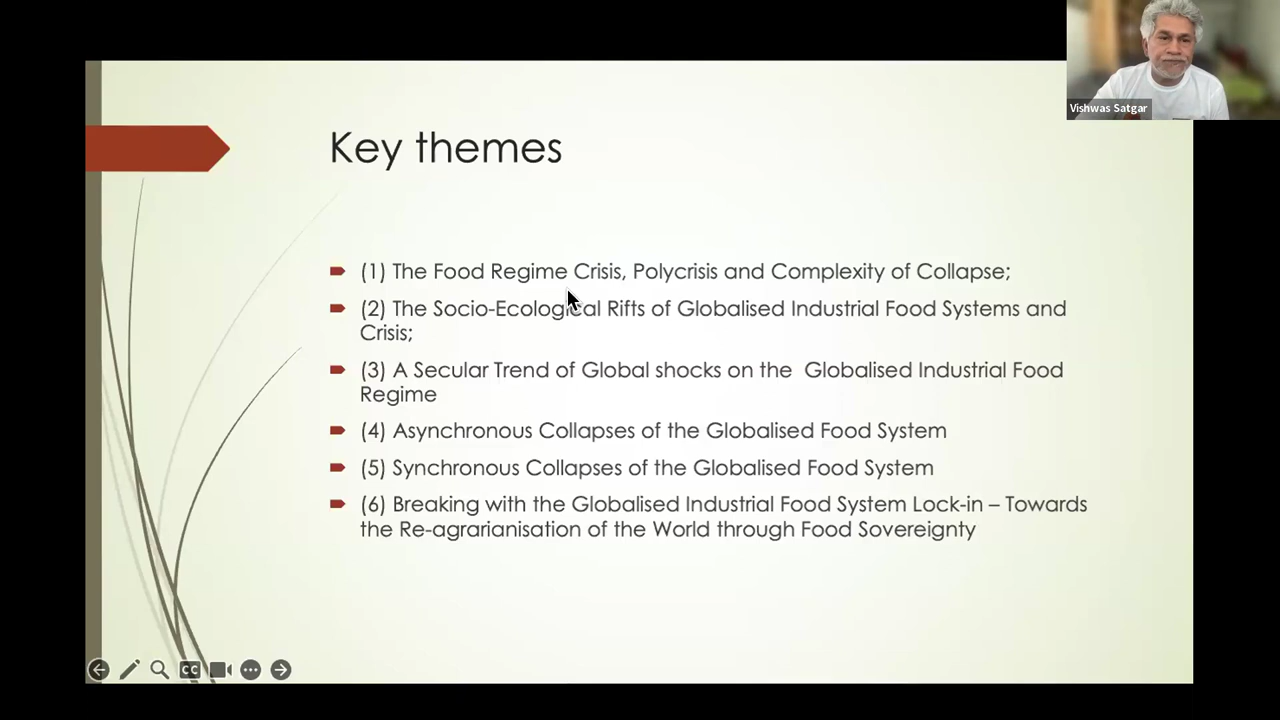 Vishwas Satgar
Key themes
(1) The Food Regime Crisis, Polycrisis and Complexity of Collapse;
(2) The Socio-Ecological Rifts of Globalised Industrial Food Systems and
Crisis;
(3) A Secular Trend of Global shocks on the  Globalised Industrial Food
Regime
(4) Asynchronous Collapses of the Globalised Food System
(5) Synchronous Collapses of the Globalised Food System
(6) Breaking with the Globalised Industrial Food System Lock-in – Towards
the Re-agrarianisation of the World through Food Sovereignty
CC